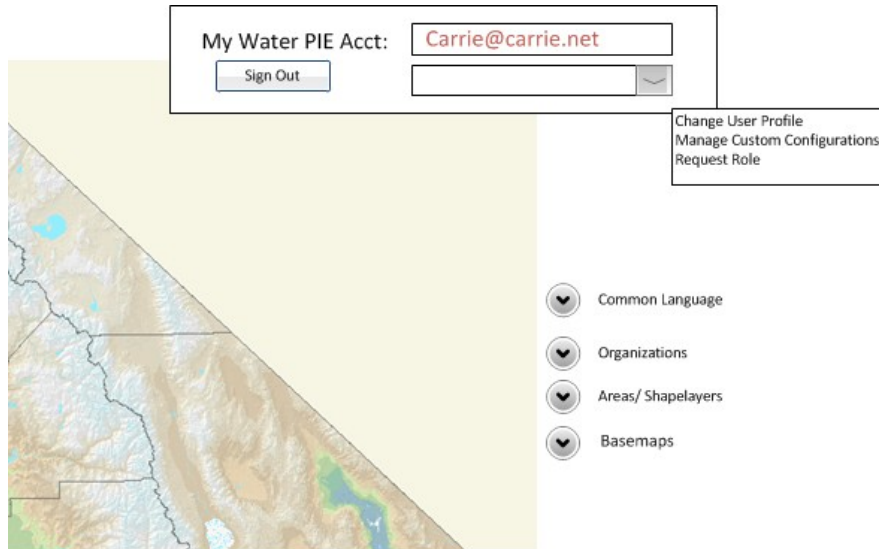 My Water PIE Acct:
Carrie@carrie.net
Sign Out
Change User Profile
Manage Custom Configurations
Request Role
Common Language
Organizations
Areas/ Shapelayers
Basemaps